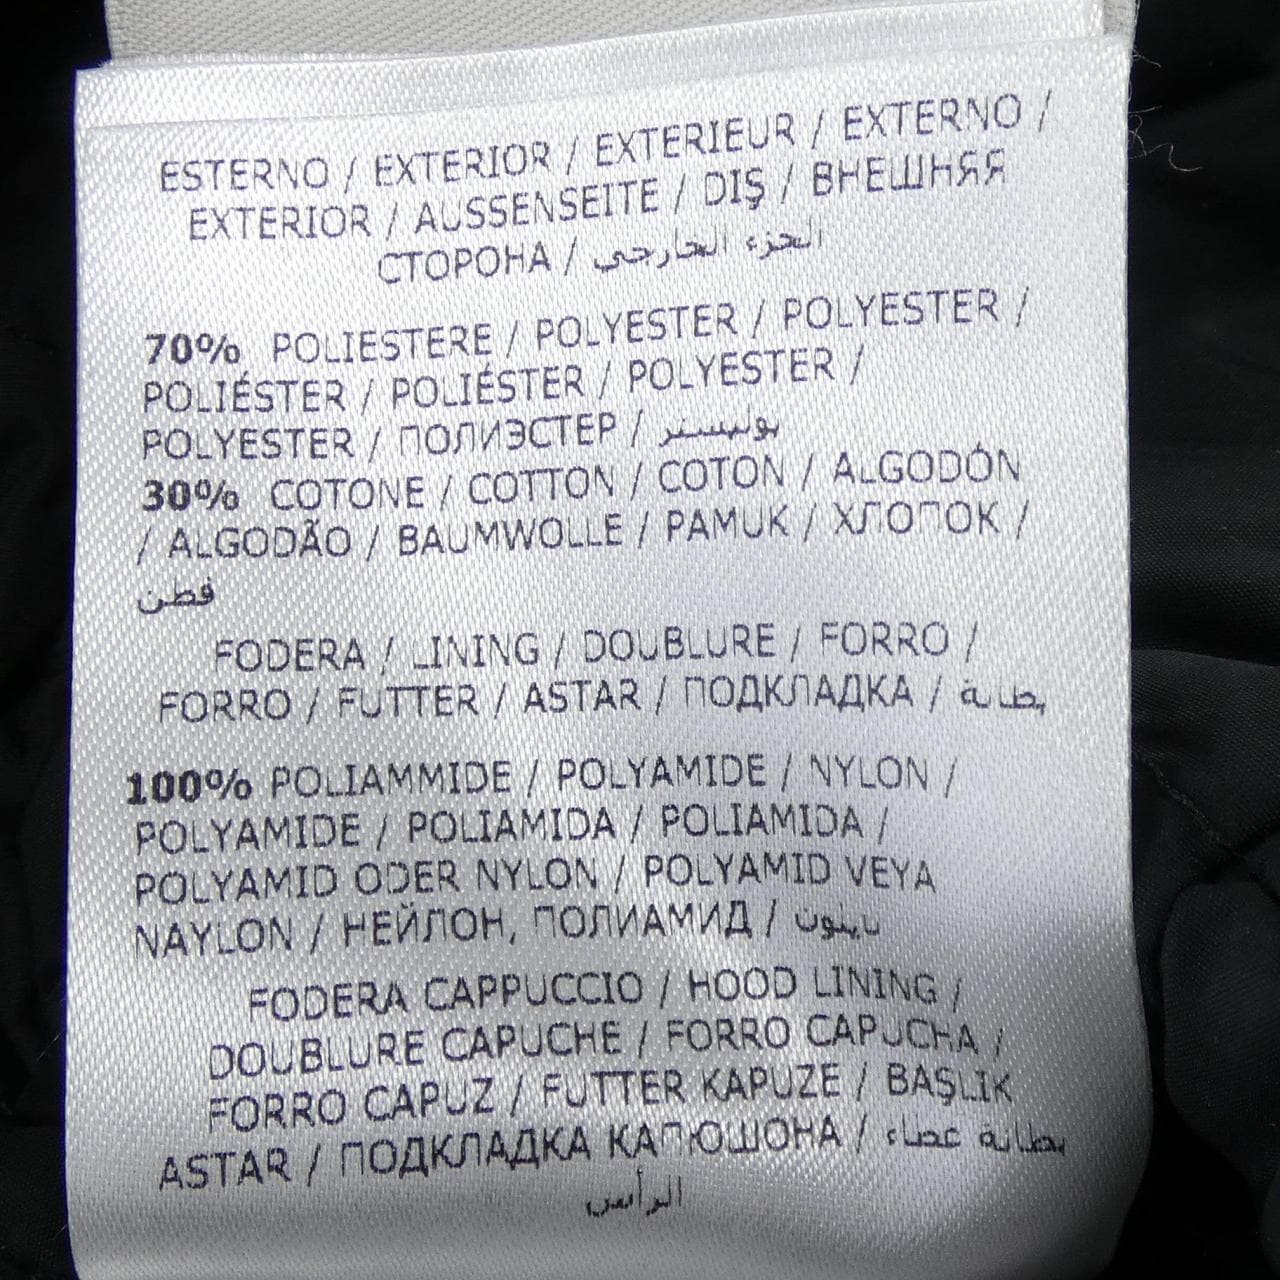 ESTERNO / EXTERIOR / EXTERIEUR / EXTERNO /
EXTERIOR / AUSSENSEITE / DIŞ / ВНЕШНЯЯ
СТОРОНА / الجزء الخارجي
70% POLIESTERE / POLYESTER / POLYESTER /
POLIÉSTER / POLIÉSTER / POLYESTER /
POLYESTER / ПОЛИЭСТЕР / بوليستر
30% COTONE / COTTON / COTON / ALGODÓN
/ ALGODÃO / BAUMWOLLE / PAMUK / ХЛОПОК /
قطن
FODERA / LINING / DOUBLURE / FORRO /
FORRO / FUTTER / ASTAR / ПОДКЛАДКА / بطانة
100% POLIAMMIDE / POLYAMIDE / NYLON /
POLYAMIDE / POLIAMIDA / POLIAMIDA /
POLYAMID ODER NYLON / POLYAMID VEYA
NAYLON / НЕЙЛОН, ПОЛИАМИД / نايلون
FODERA CAPPUCCIO / HOOD LINING /
DOUBLURE CAPUCHE / FORRO CAPUCHA /
FORRO CAPUZ / FUTTER KAPUZE / BAŞLIK
ASTAR / ПОДКЛАДКА КАПЮШОНА / بطانة غطاء
الرأس